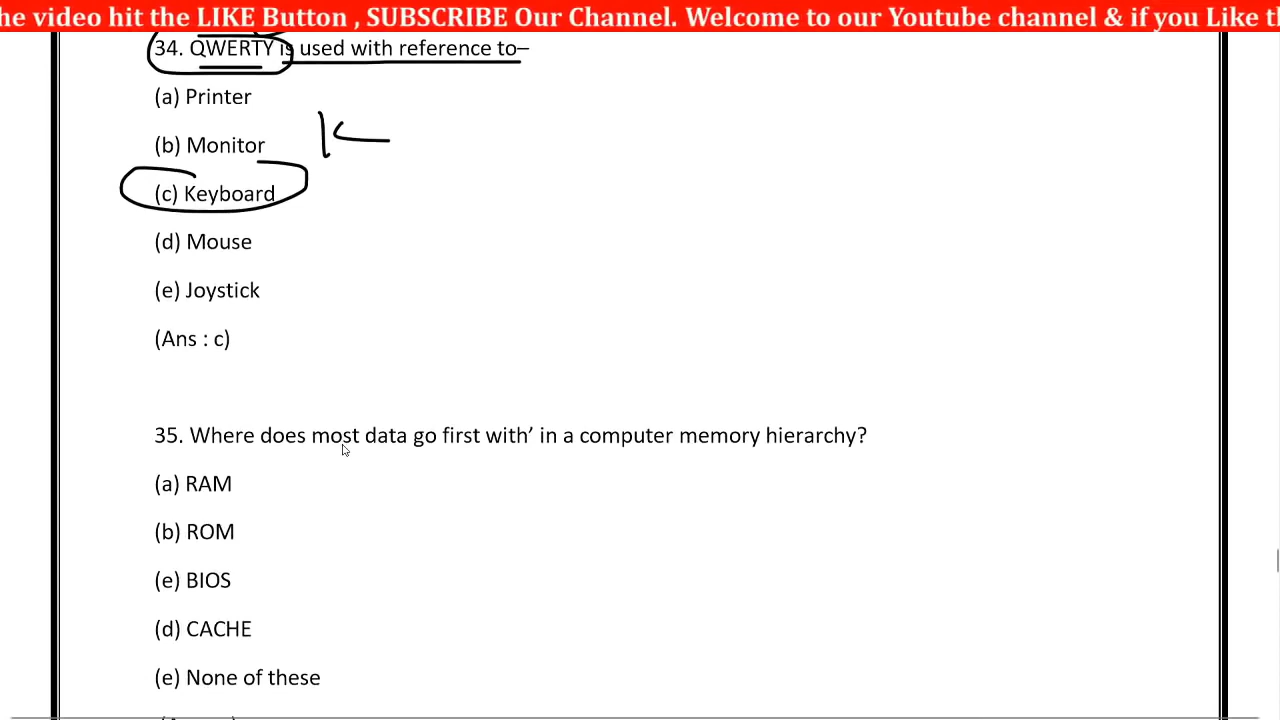 he video hit the LIKE Button , SUBSCRIBE Our Channel. Welcome to our Youtube channel & if you Like th
34. QWERTY is used with reference to–
(a) Printer
(b) Monitor
K
(c) Keyboard
(d) Mouse
(e) Joystick
(Ans : c)
35. Where does most data go first with’ in a computer memory hierarchy?
(a) RAM
(b) ROM
(e) BIOS
(d) CACHE
(e) None of these